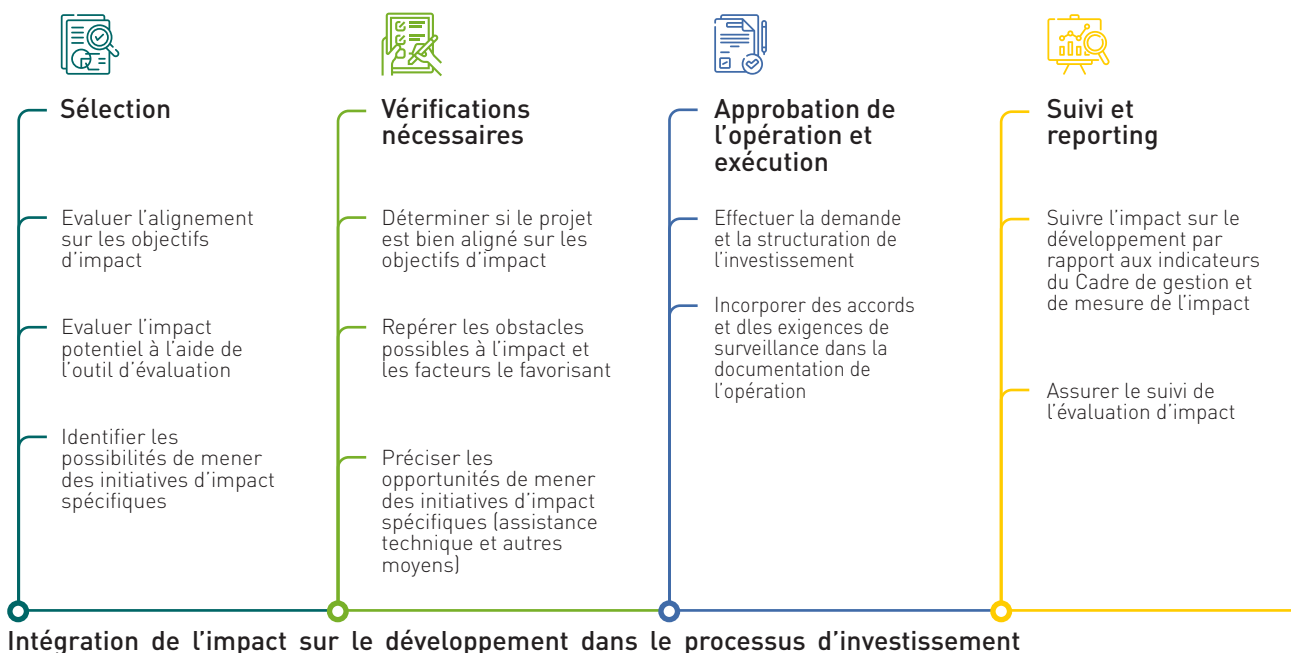 Sélection
Evaluer l'alignement
sur les objectifs
d'impact
Evaluer l'impact
potentiel à l'aide de
l'outil d'évaluation
Identifier les
possibilités de mener
des initiatives d'impact
spécifiques
Vérifications
nécessaires
Déterminer si le projet
est bien aligné sur les
objectifs d'impact
Repérer les obstacles
possibles à l'impact et
les facteurs le favorisant
Préciser les
opportunités de mener
des initiatives d'impact
spécifiques (assistance
technique et autres
moyens)
Approbation de
l'opération et
exécution
Effectuer la demande
et la structuration de
l'investissement
Incorporer des accords
et dles exigences de
surveillance dans la
documentation de
l'opération
Suivi et
reporting
Suivre l'impact sur le
développement par
rapport aux indicateurs
du Cadre de gestion et
de mesure de l'impact
Assurer le suivi de
l'évaluation d'impact
Intégration de l'impact sur le développement dans le processus d'investissement